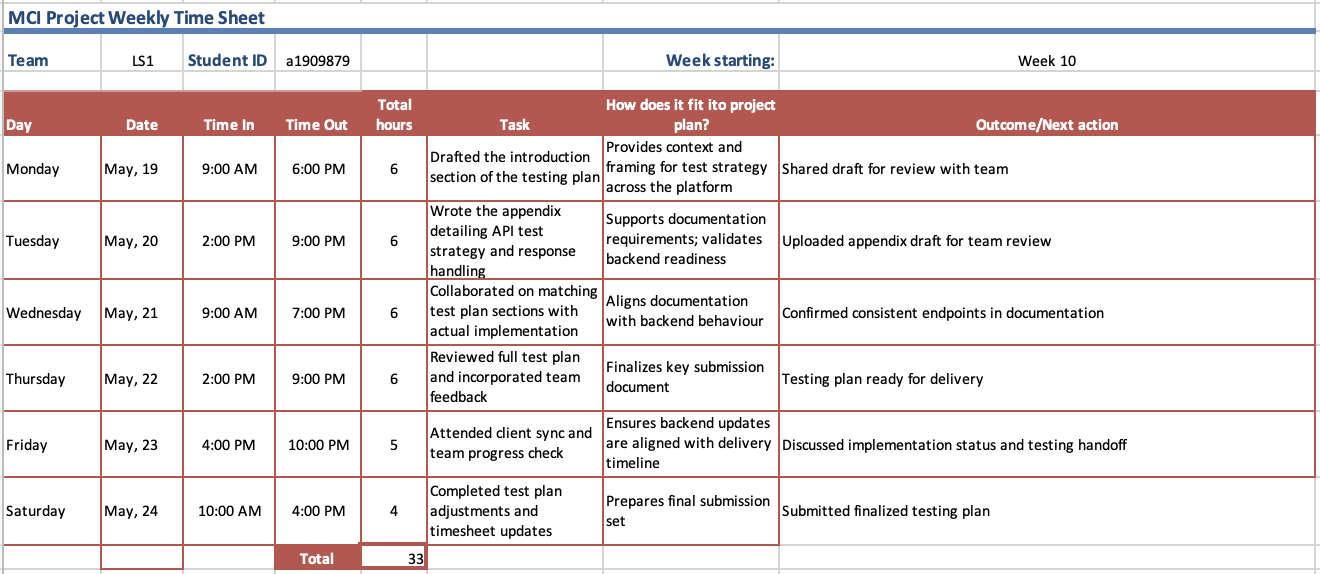 MCI Project Weekly Time Sheet
Team LS1 Student ID a1909879 Week starting: Week 10
Day Date Time In Time Out Total hours Task How does it fit ito project plan? Outcome/Next action
Monday May, 19 9:00 AM 6:00 PM 6 Drafted the introduction section of the testing plan Provides context and framing for test strategy across the platform Shared draft for review with team
Tuesday May, 20 2:00 PM 9:00 PM 6 Wrote the appendix detailing API test strategy and response handling Supports documentation requirements; validates backend readiness Uploaded appendix draft for team review
Wednesday May, 21 9:00 AM 7:00 PM 6 Collaborated on matching test plan sections with actual implementation Aligns documentation with backend behaviour Confirmed consistent endpoints in documentation
Thursday May, 22 2:00 PM 9:00 PM 6 Reviewed full test plan and incorporated team feedback Finalizes key submission document Testing plan ready for delivery
Friday May, 23 4:00 PM 10:00 PM 5 Attended client sync and team progress check Ensures backend updates are aligned with delivery timeline Discussed implementation status and testing handoff
Saturday May, 24 10:00 AM 4:00 PM 4 Completed test plan adjustments and timesheet updates Prepares final submission set Submitted finalized testing plan
Total 33